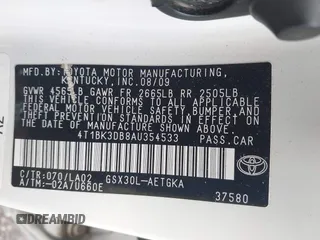 MFD. BY: TOYOTA MOTOR MANUFACTURING,
KENTUCKY, INC. 08/09
GVWR 4565LB GAWR FR 2665LB RR 2505LB
THIS VEHICLE CONFORMS TO ALL APPLICABLE
FEDERAL MOTOR VEHICLE SAFETY, BUMPER, AND
THEFT PREVENTION STANDARDS IN EFFECT ON
THE DATE OF MANUFACTURE SHOWN ABOVE.
4T1BK3DB8AU354533 PASS.CAR
C/TR:070/LA02 GSX30L-AETGKA
A/TM:-02A/U660E
37580